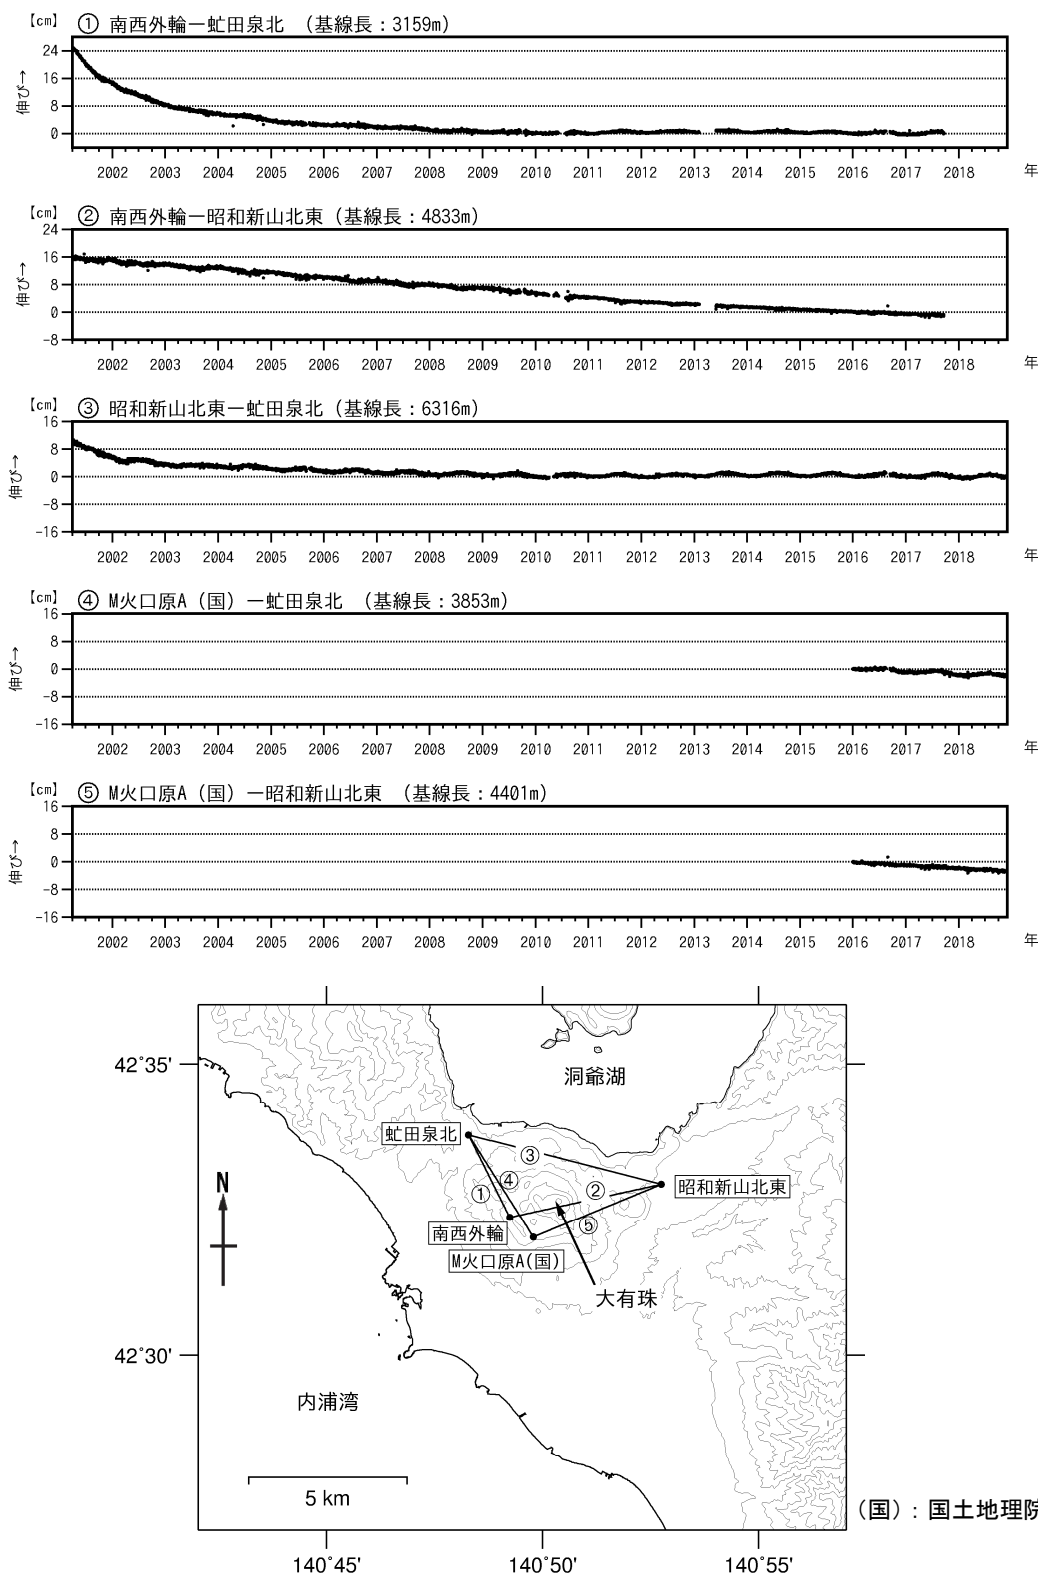 【cm】 ① 南西外輪ー虻田泉北 （基線長：3159m）
24
16
8
0
伸び→
2002 2003 2004 2005 2006 2007 2008 2009 2010 2011 2012 2013 2014 2015 2016 2017 2018 年
【cm】 ② 南西外輪ー昭和新山北東（基線長：4833m）
24
16
8
0
-8
伸び→
2002 2003 2004 2005 2006 2007 2008 2009 2010 2011 2012 2013 2014 2015 2016 2017 2018 年
【cm】 ③ 昭和新山北東ー虻田泉北（基線長：6316m）
16
8
0
-8
-16
伸び→
2002 2003 2004 2005 2006 2007 2008 2009 2010 2011 2012 2013 2014 2015 2016 2017 2018 年
【cm】 ④ M火口原A（国）ー虻田泉北 （基線長：3853m）
16
8
0
-8
-16
伸び→
2002 2003 2004 2005 2006 2007 2008 2009 2010 2011 2012 2013 2014 2015 2016 2017 2018 年
【cm】 ⑤ M火口原A（国）ー昭和新山北東 （基線長：4401m）
16
8
0
-8
-16
伸び→
2002 2003 2004 2005 2006 2007 2008 2009 2010 2011 2012 2013 2014 2015 2016 2017 2018 年
42°35'
洞爺湖
虻田泉北
③
④
①
②
昭和新山北東
N
南西外輪
⑤
M火口原A(国)
大有珠
42°30'
内浦湾
5 km
（国）：国土地理院
140°45' 140°50' 140°55'